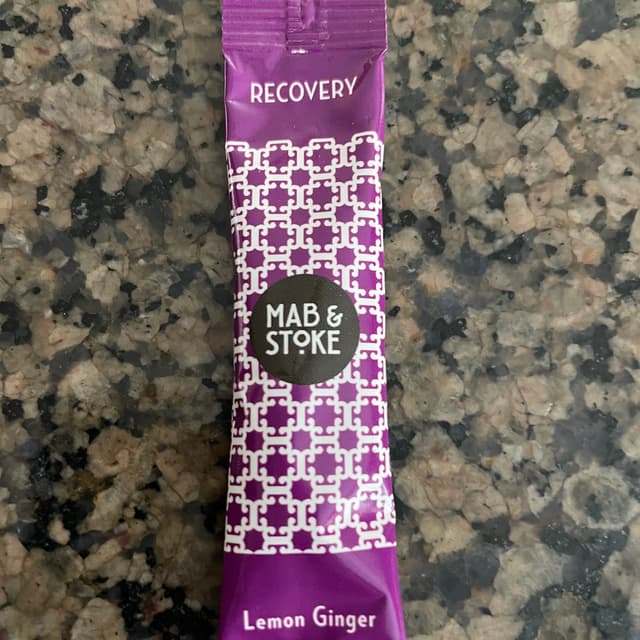 RECOVERY
MAB &
STOKE
Lemon Ginger